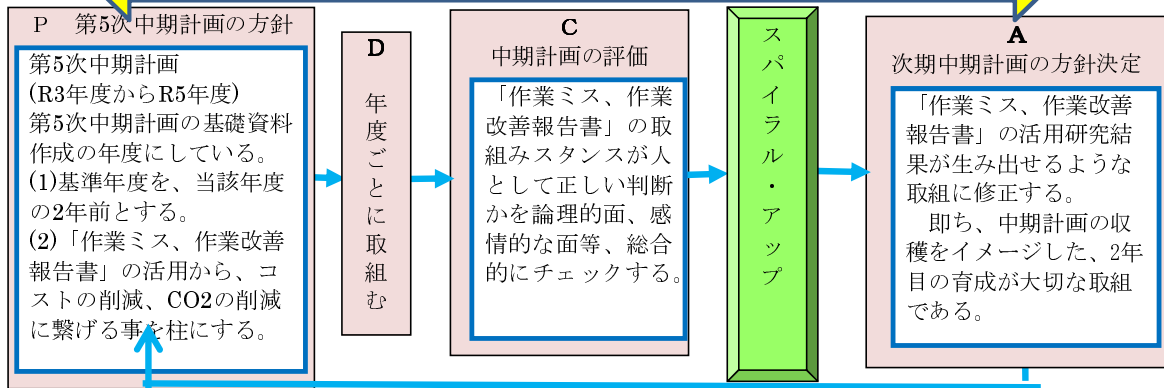 P 第5次中期計画の方針
第5次中期計画
(R3年度からR5年度)
第5次中期計画の基礎資料
作成の年度にしている。
(1)基準年度を、当該年度
の2年前とする。
(2)「作業ミス、作業改善
報告書」の活用から、コ
ストの削減、CO2の削減
に繋げる事を柱にする。
D
年度ごとに取組む
C
中期計画の評価
「作業ミス、作業
改善報告書」の取
組みスタンスが人
として正しい判断
かを論理的面、感
情的な面等、総合
的にチェックする。
スパイラル・アップ
A
次期中期計画の方針決定
「作業ミス、作業改善
報告書」の活用研究結
果が生み出せるような
取組に修正する。
即ち、中期計画の収
穫をイメージした、2年
目の育成が大切な取組
である。